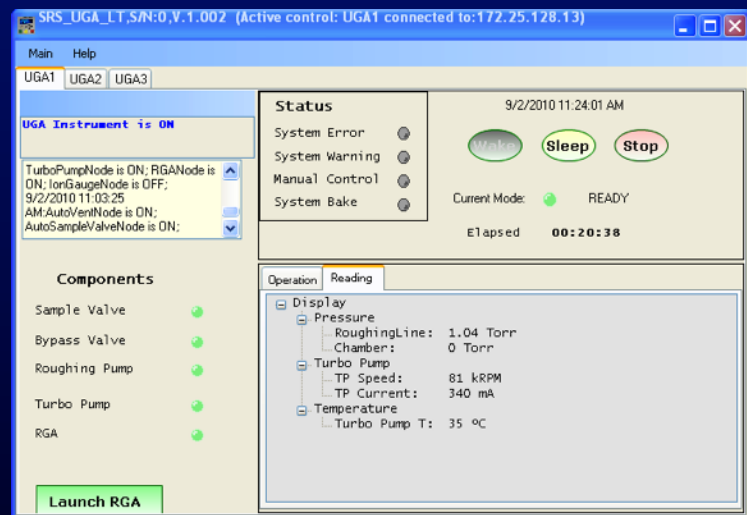 SRS_UGA_LT,S/N:0,V.1.002 (Active control: UGA1 connected to:172.25.128.13)
Main Help
UGA1 UGA2 UGA3
UGA Instrument is ON
TurboPumpNode is ON; RGANode is
ON; IonGaugeNode is OFF;
9/2/2010 11:03:25
AM:AutoVentNode is ON;
AutoSampleValveNode is ON;
Components
Sample Valve
Bypass Valve
Roughing Pump
Turbo Pump
RGA
Launch RGA
Status
System Error
System Warning
Manual Control
System Bake
9/2/2010 11:24:01 AM
Wake Sleep Stop
Current Mode: READY
Elapsed 00:20:38
Operation Reading
Display
Pressure
RoughingLine: 1.04 Torr
Chamber: 0 Torr
Turbo Pump
TP Speed: 81 kRPM
TP Current: 340 mA
Temperature
Turbo Pump T: 35 ºC